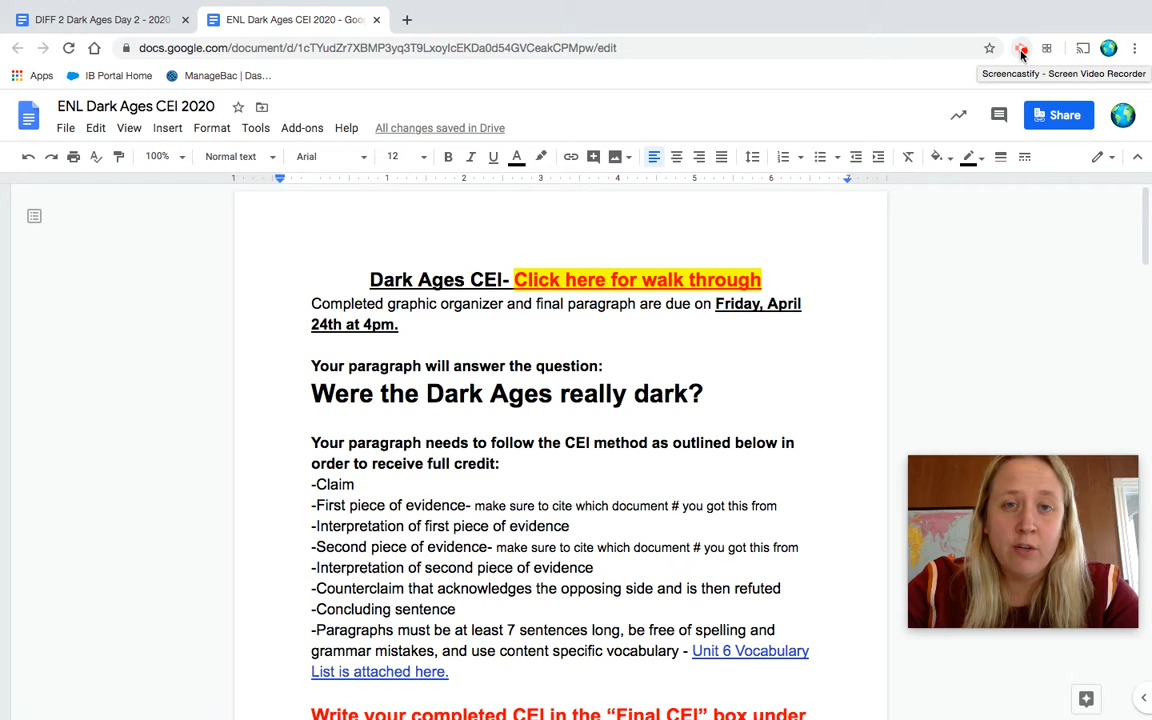 DIFF 2 Dark Ages Day 2 - 2020
ENL Dark Ages CEI 2020 - Goo
docs.google.com/document/d/1cTYudZr7XBMP3yq3T9LxoyIcEKDa0d54GVCeakCPMpw/edit
Apps IB Portal Home ManageBac | Das...
Screencastify - Screen Video Recorder
ENL Dark Ages CEI 2020
File Edit View Insert Format Tools Add-ons Help All changes saved in Drive
Share
100% Normal text Arial 12
1 1 2 3 4 5 6
Dark Ages CEI- Click here for walk through
Completed graphic organizer and final paragraph are due on Friday, April
24th at 4pm.
Your paragraph will answer the question:
Were the Dark Ages really dark?
Your paragraph needs to follow the CEI method as outlined below in
order to receive full credit:
-Claim
-First piece of evidence- make sure to cite which document # you got this from
-Interpretation of first piece of evidence
-Second piece of evidence- make sure to cite which document # you got this from
-Interpretation of second piece of evidence
-Counterclaim that acknowledges the opposing side and is then refuted
-Concluding sentence
-Paragraphs must be at least 7 sentences long, be free of spelling and
grammar mistakes, and use content specific vocabulary - Unit 6 Vocabulary
List is attached here.
Write your completed CEI in the “Final CEI” box under